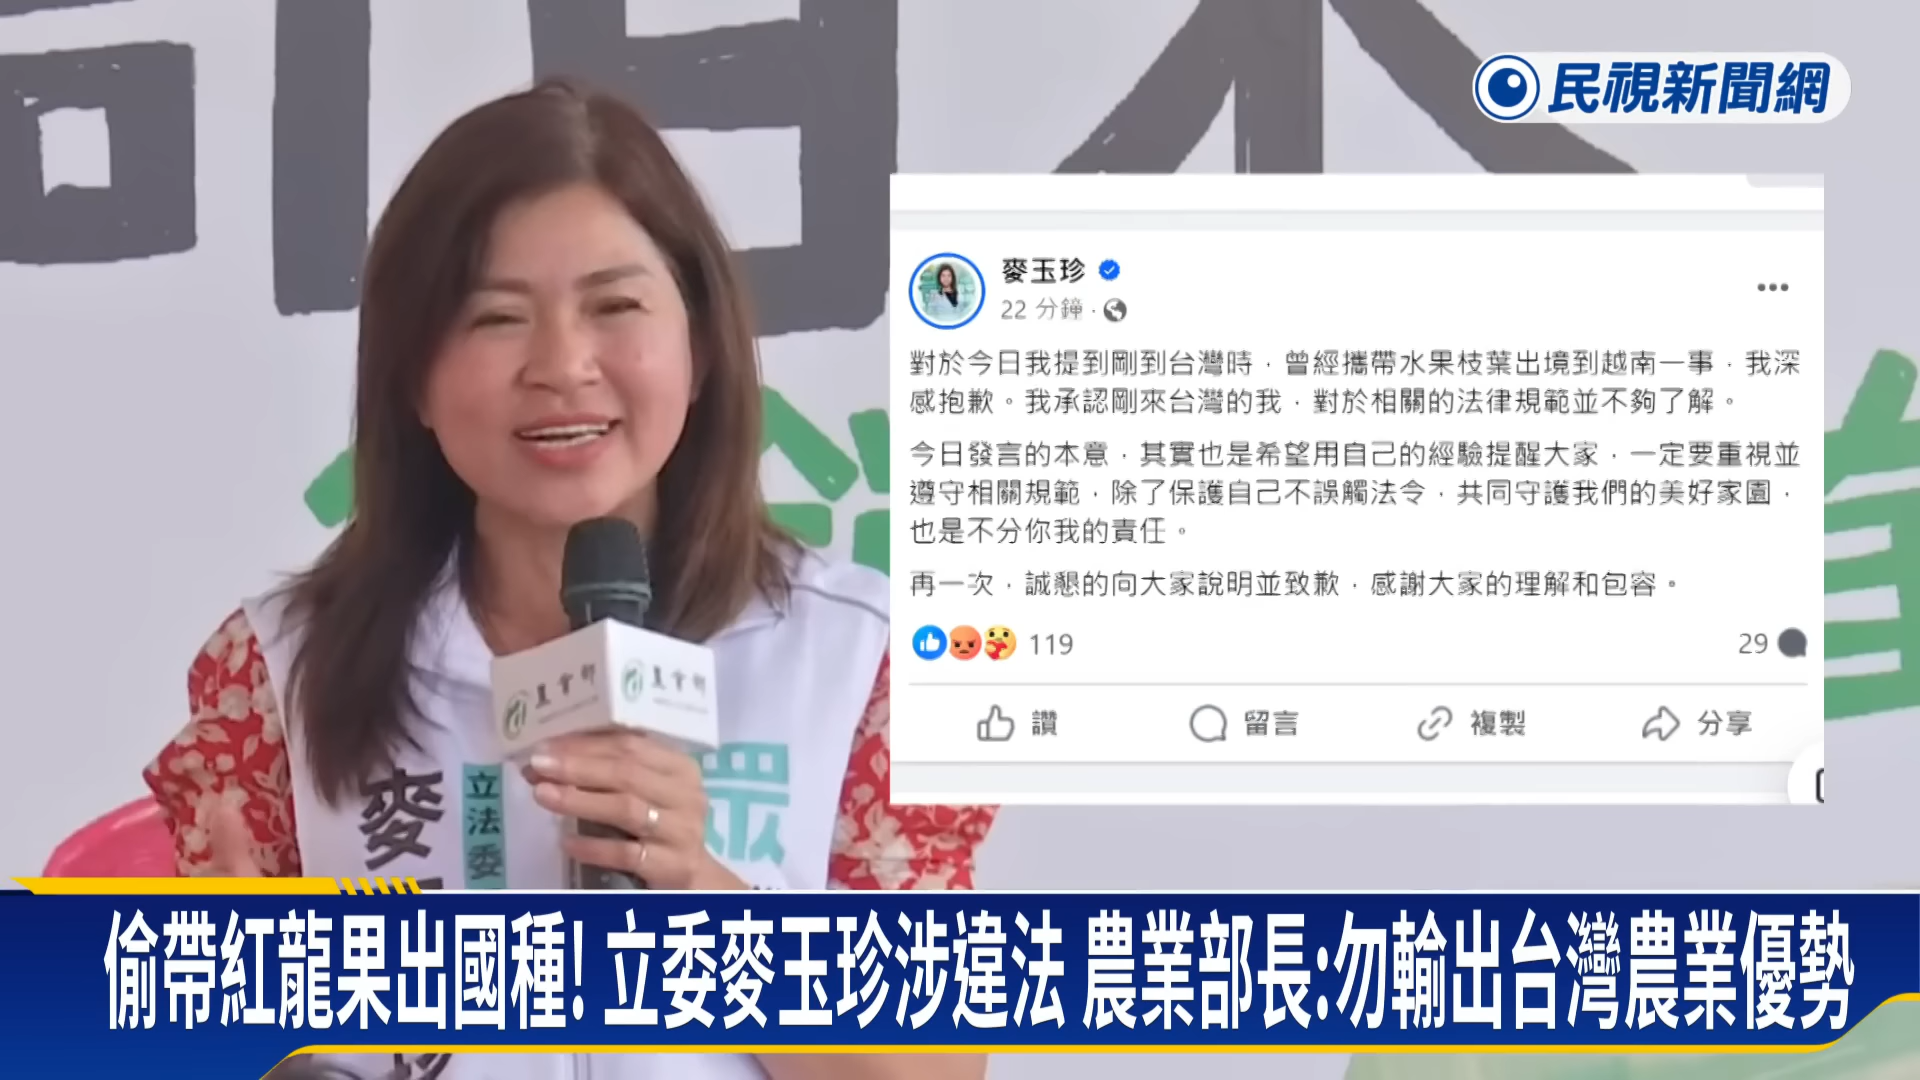 民視新聞網
麥玉珍
22 分鐘
對於今日我提到剛到台灣時，曾經攜帶水果枝葉出境到越南一事，我深
感抱歉。我承認剛來台灣的我，對於相關的法律規範並不夠了解。
今日發言的本意，其實也是希望用自己的經驗提醒大家，一定要重視並
遵守相關規範，除了保護自己不誤觸法令，共同守護我們的美好家園，
也是不分你我的責任。
再一次，誠懇的向大家說明並致歉，感謝大家的理解和包容。
119
29
讚
留言
複製
分享
農會部
農會部
立法委
麥
眾
偷帶紅龍果出國種! 立委麥玉珍涉違法 農業部長:勿輸出台灣農業優勢